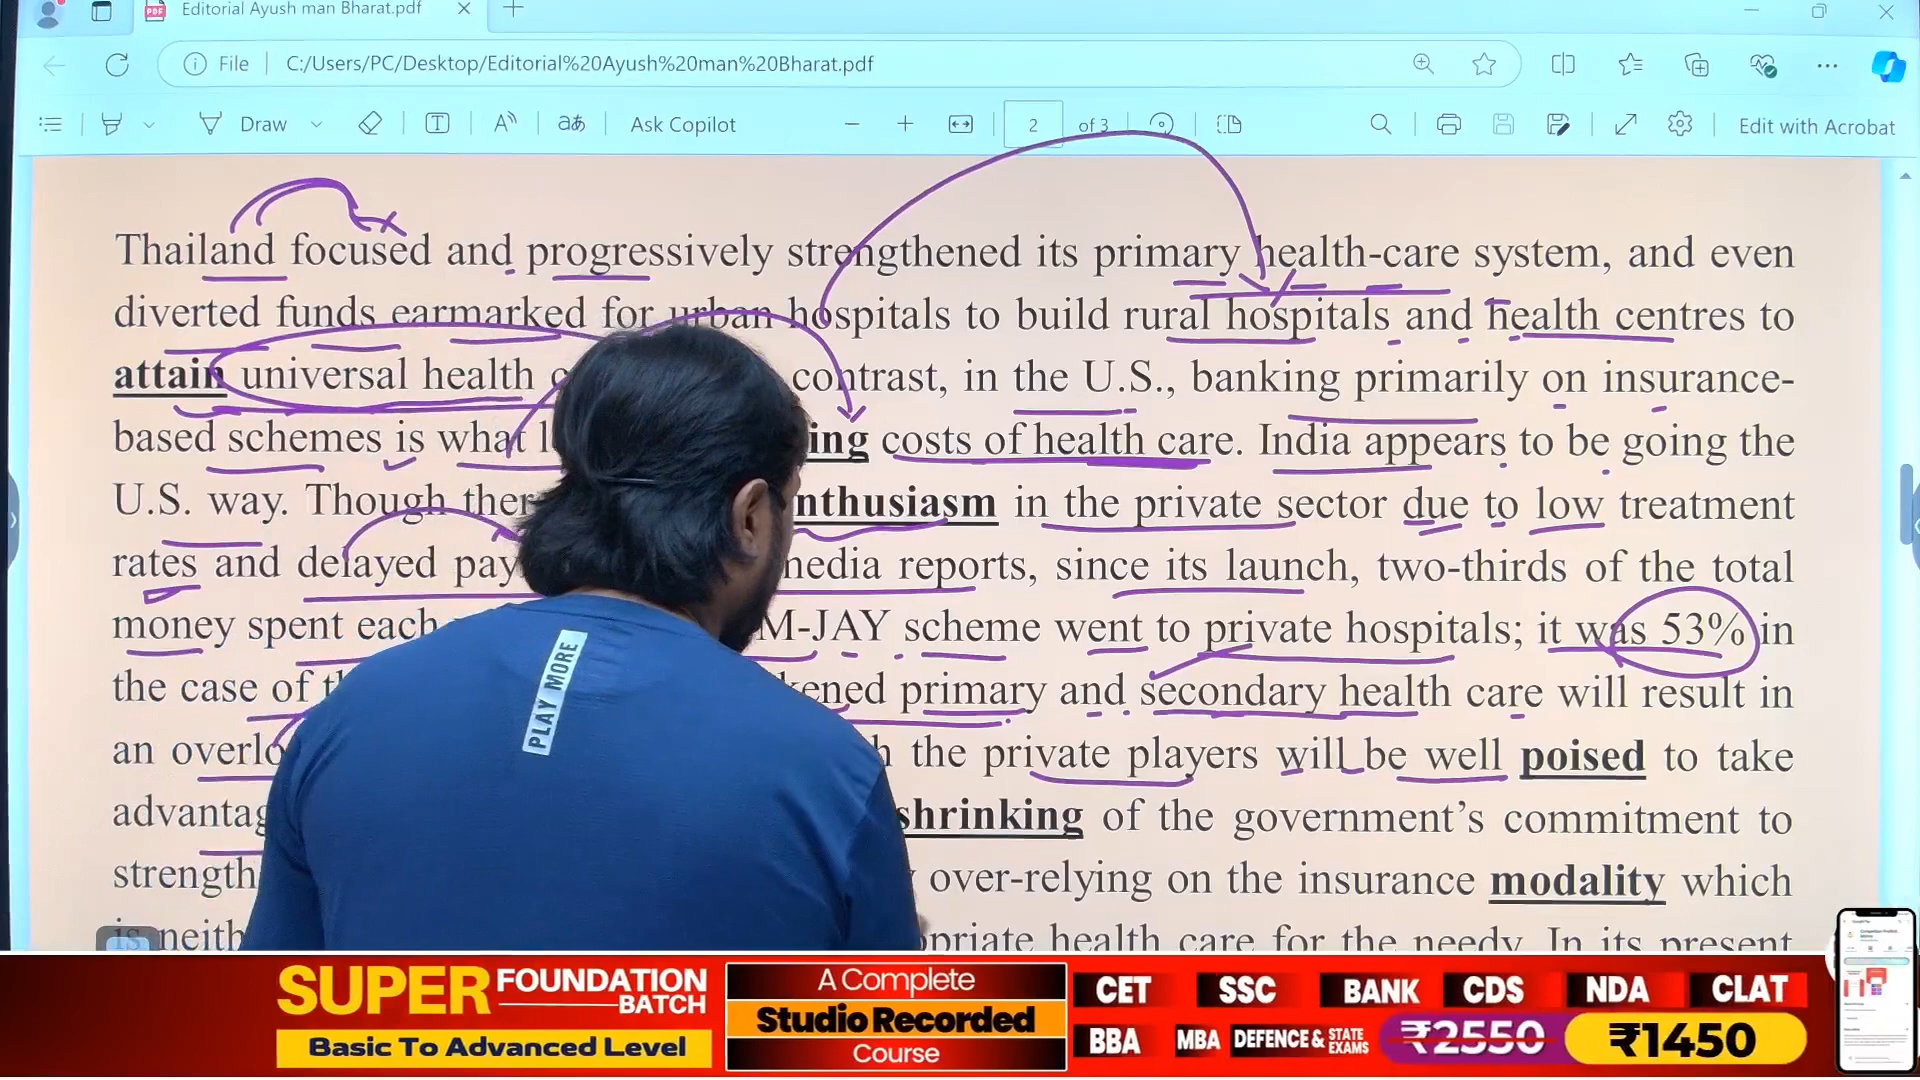 Editorial Ayush man Bharat.pdf
File C:/Users/PC/Desktop/Editorial%20Ayush%20man%20Bharat.pdf
Draw Ask Copilot 2 of 3 Edit with Acrobat
Thailand focused and progressively strengthened its primary health-care system, and even
diverted funds earmarked for urban hospitals to build rural hospitals and health centres to
attain universal health contrast, in the U.S., banking primarily on insurance-
based schemes is what costs of health care. India appears to be going the
U.S. way. Though in the private sector due to low treatment
rates and delayed media reports, since its launch, two-thirds of the total
money spent each M-JAY scheme went to private hospitals; it was 53% in
the case of primary and secondary health care will result in
an the private players will be well poised to take
shrinking of the government's commitment to
over-relying on the insurance modality which
is health care for the needy. In its present
PLAY MORE
SUPER FOUNDATION BATCH
Basic To Advanced Level
A Complete
Studio Recorded
Course
CET SSC BANK CDS NDA CLAT
BBA MBA DEFENCE & STATE EXAMS ₹2550 ₹1450